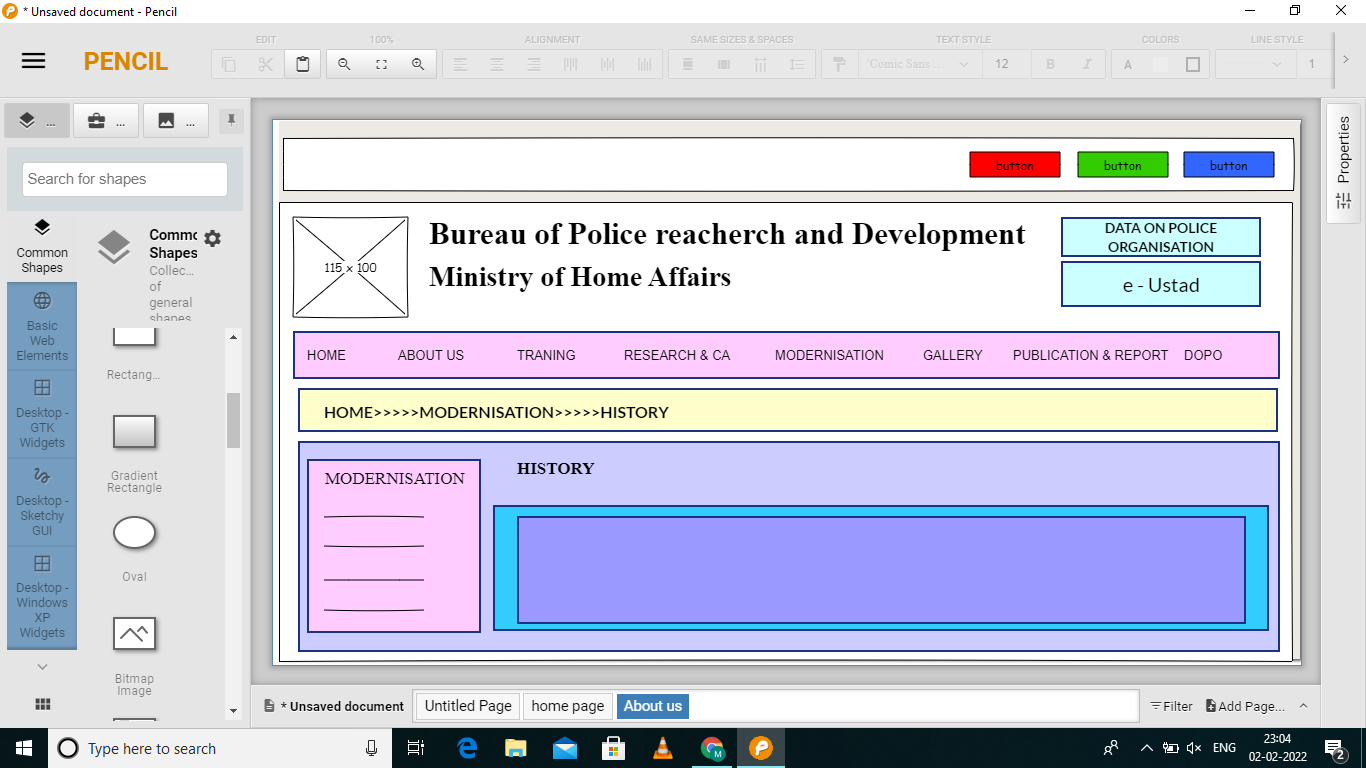 * Unsaved document - Pencil
PENCIL
EDIT
100%
ALIGNMENT
SAME SIZES & SPACES
TEXT STYLE
COLORS
LINE STYLE
'Comic Sans ...
12
B
I
A
1
...
...
...
Search for shapes
Common Shapes
Basic Web Elements
Desktop - GTK Widgets
Desktop - Sketchy GUI
Desktop - Windows XP Widgets
Commc
Shapes
Collec...
of
general
shapes
Rectang...
Gradient
Rectangle
Oval
Bitmap
Image
button
button
button
115 x 100
Bureau of Police reacherch and Development
Ministry of Home Affairs
DATA ON POLICE
ORGANISATION
e - Ustad
HOME
ABOUT US
TRANING
RESEARCH & CA
MODERNISATION
GALLERY
PUBLICATION & REPORT
DOPO
HOME>>>>>MODERNISATION>>>>>HISTORY
MODERNISATION
HISTORY
Properties
* Unsaved document
Untitled Page
home page
About us
Filter
Add Page...
Type here to search
M
ENG
23:04
02-02-2022
2